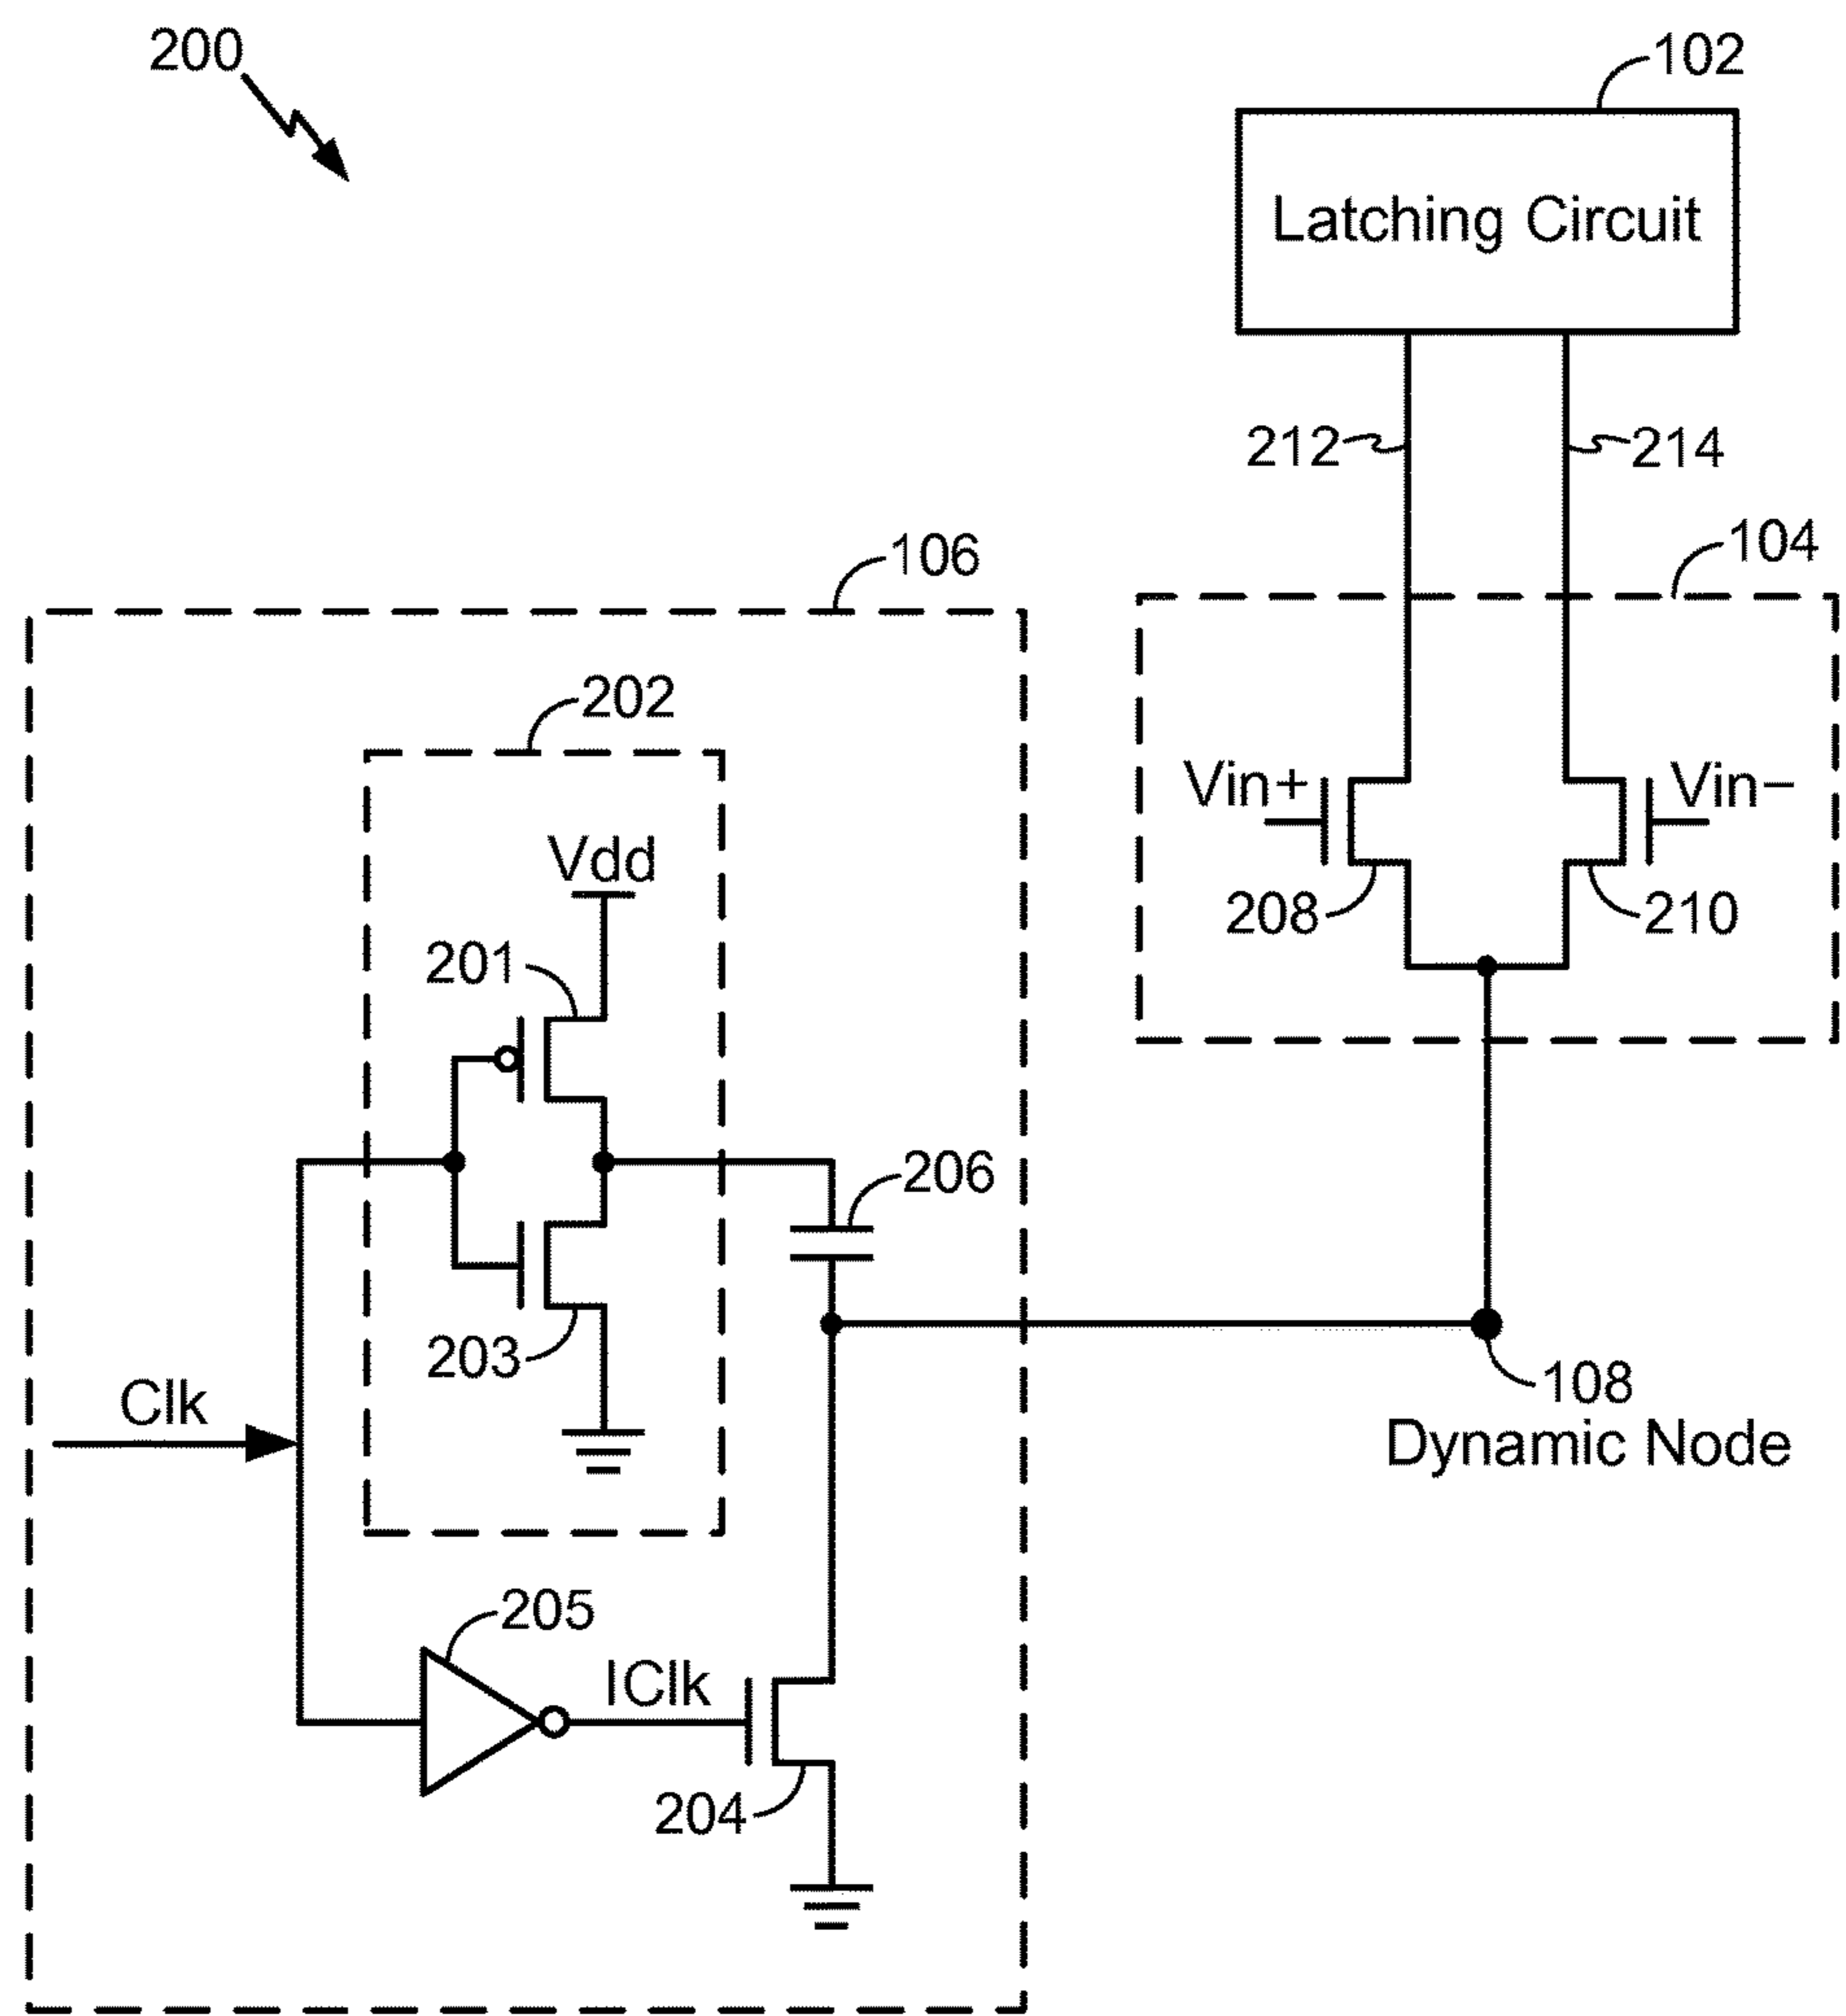 200
102
Latching Circuit
212
214
106
104
202
Vin+
Vin−
Vdd
208
210
201
206
203
Clk
108
Dynamic Node
205
IClk
204